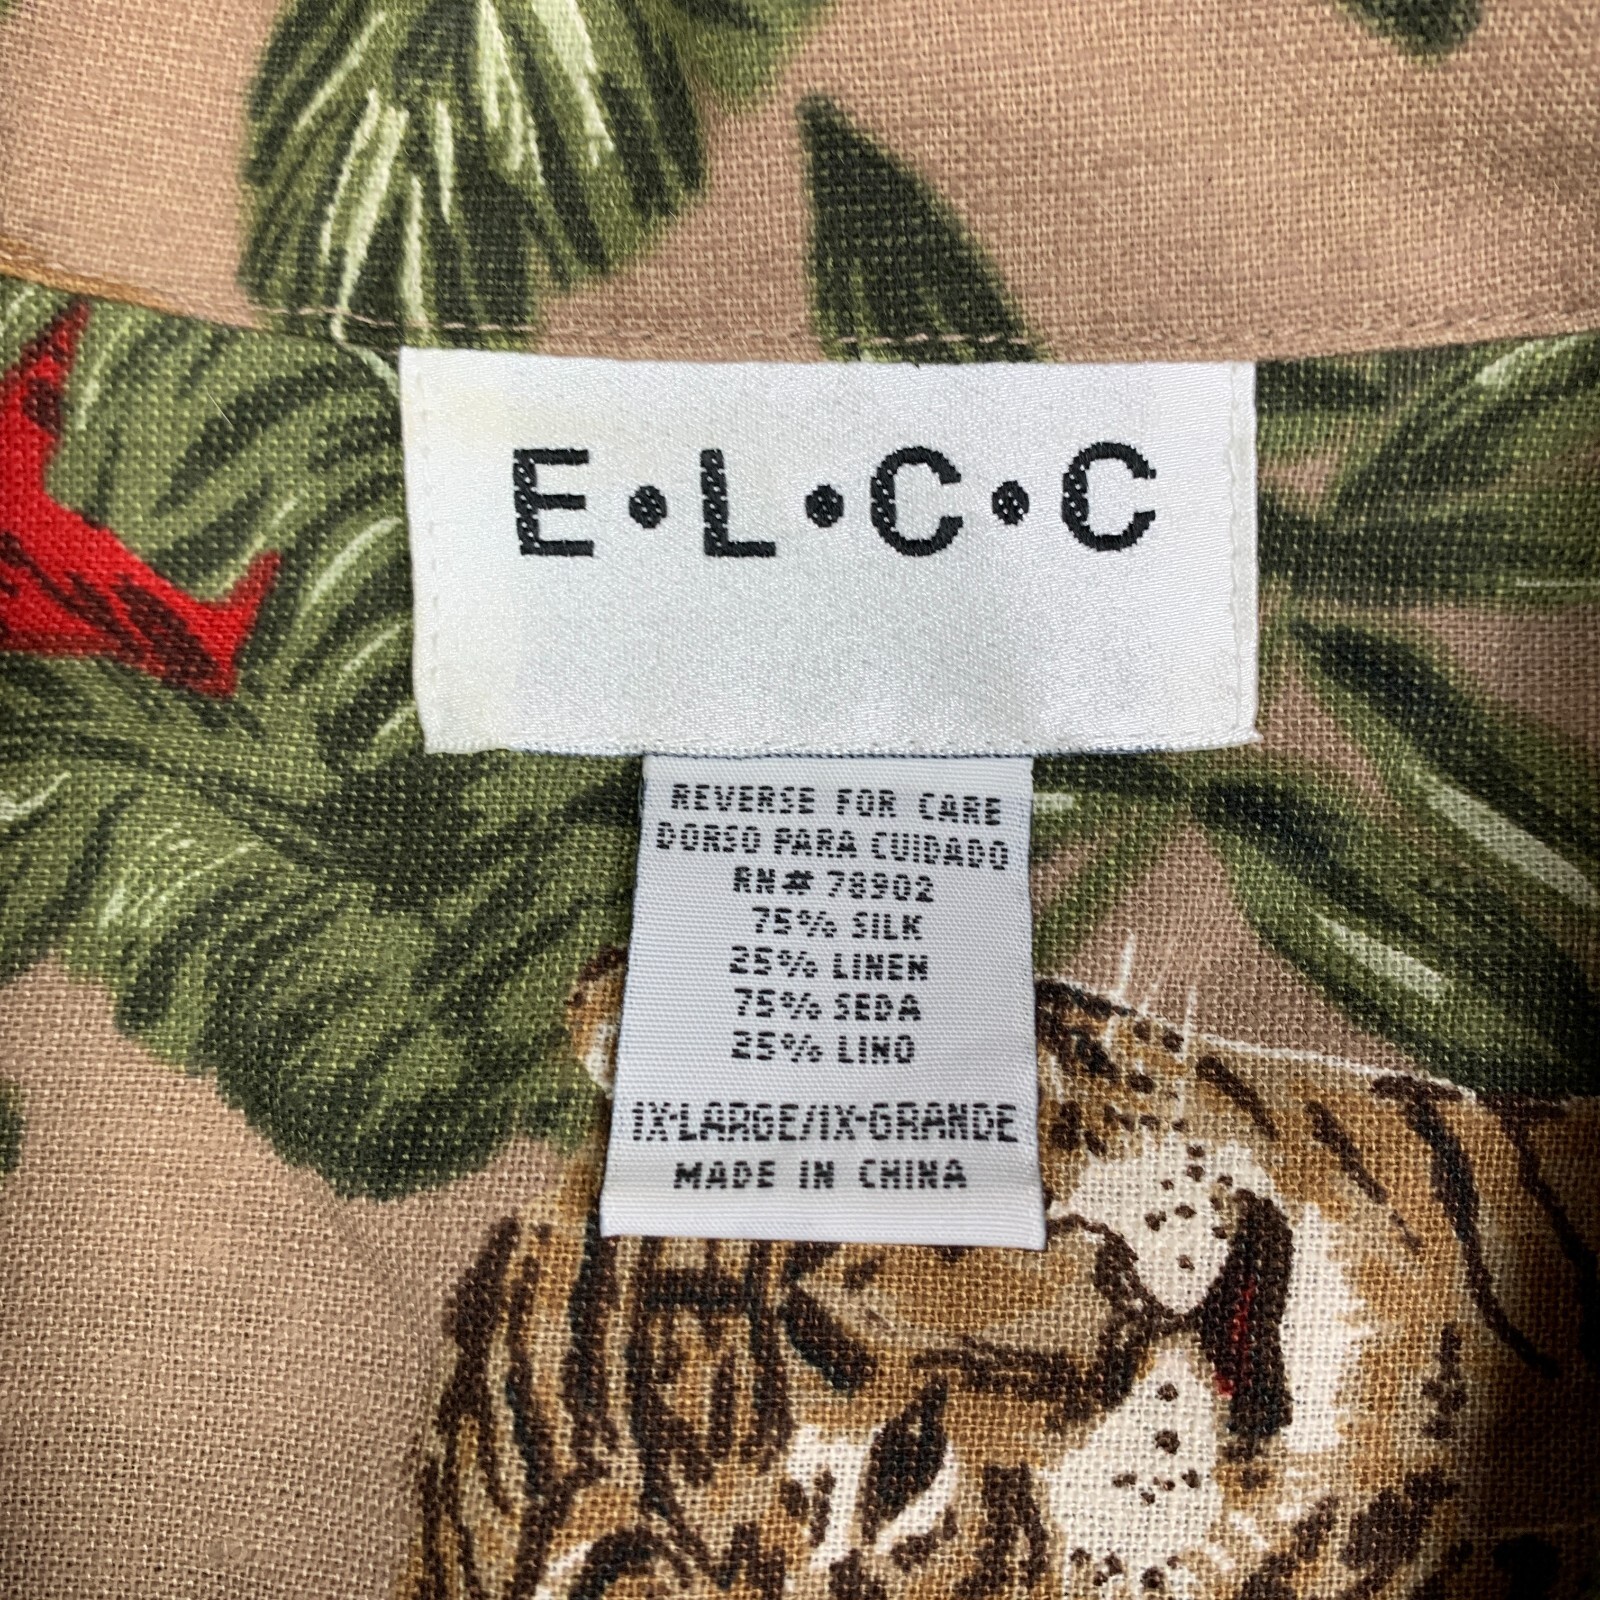 E•L•C•C
REVERSE FOR CARE
DORSO PARA CUIDADO
RN# 78902
75% SILK
25% LINEN
75% SEDA
25% LINO
1X-LARGE/1X-GRANDE
MADE IN CHINA